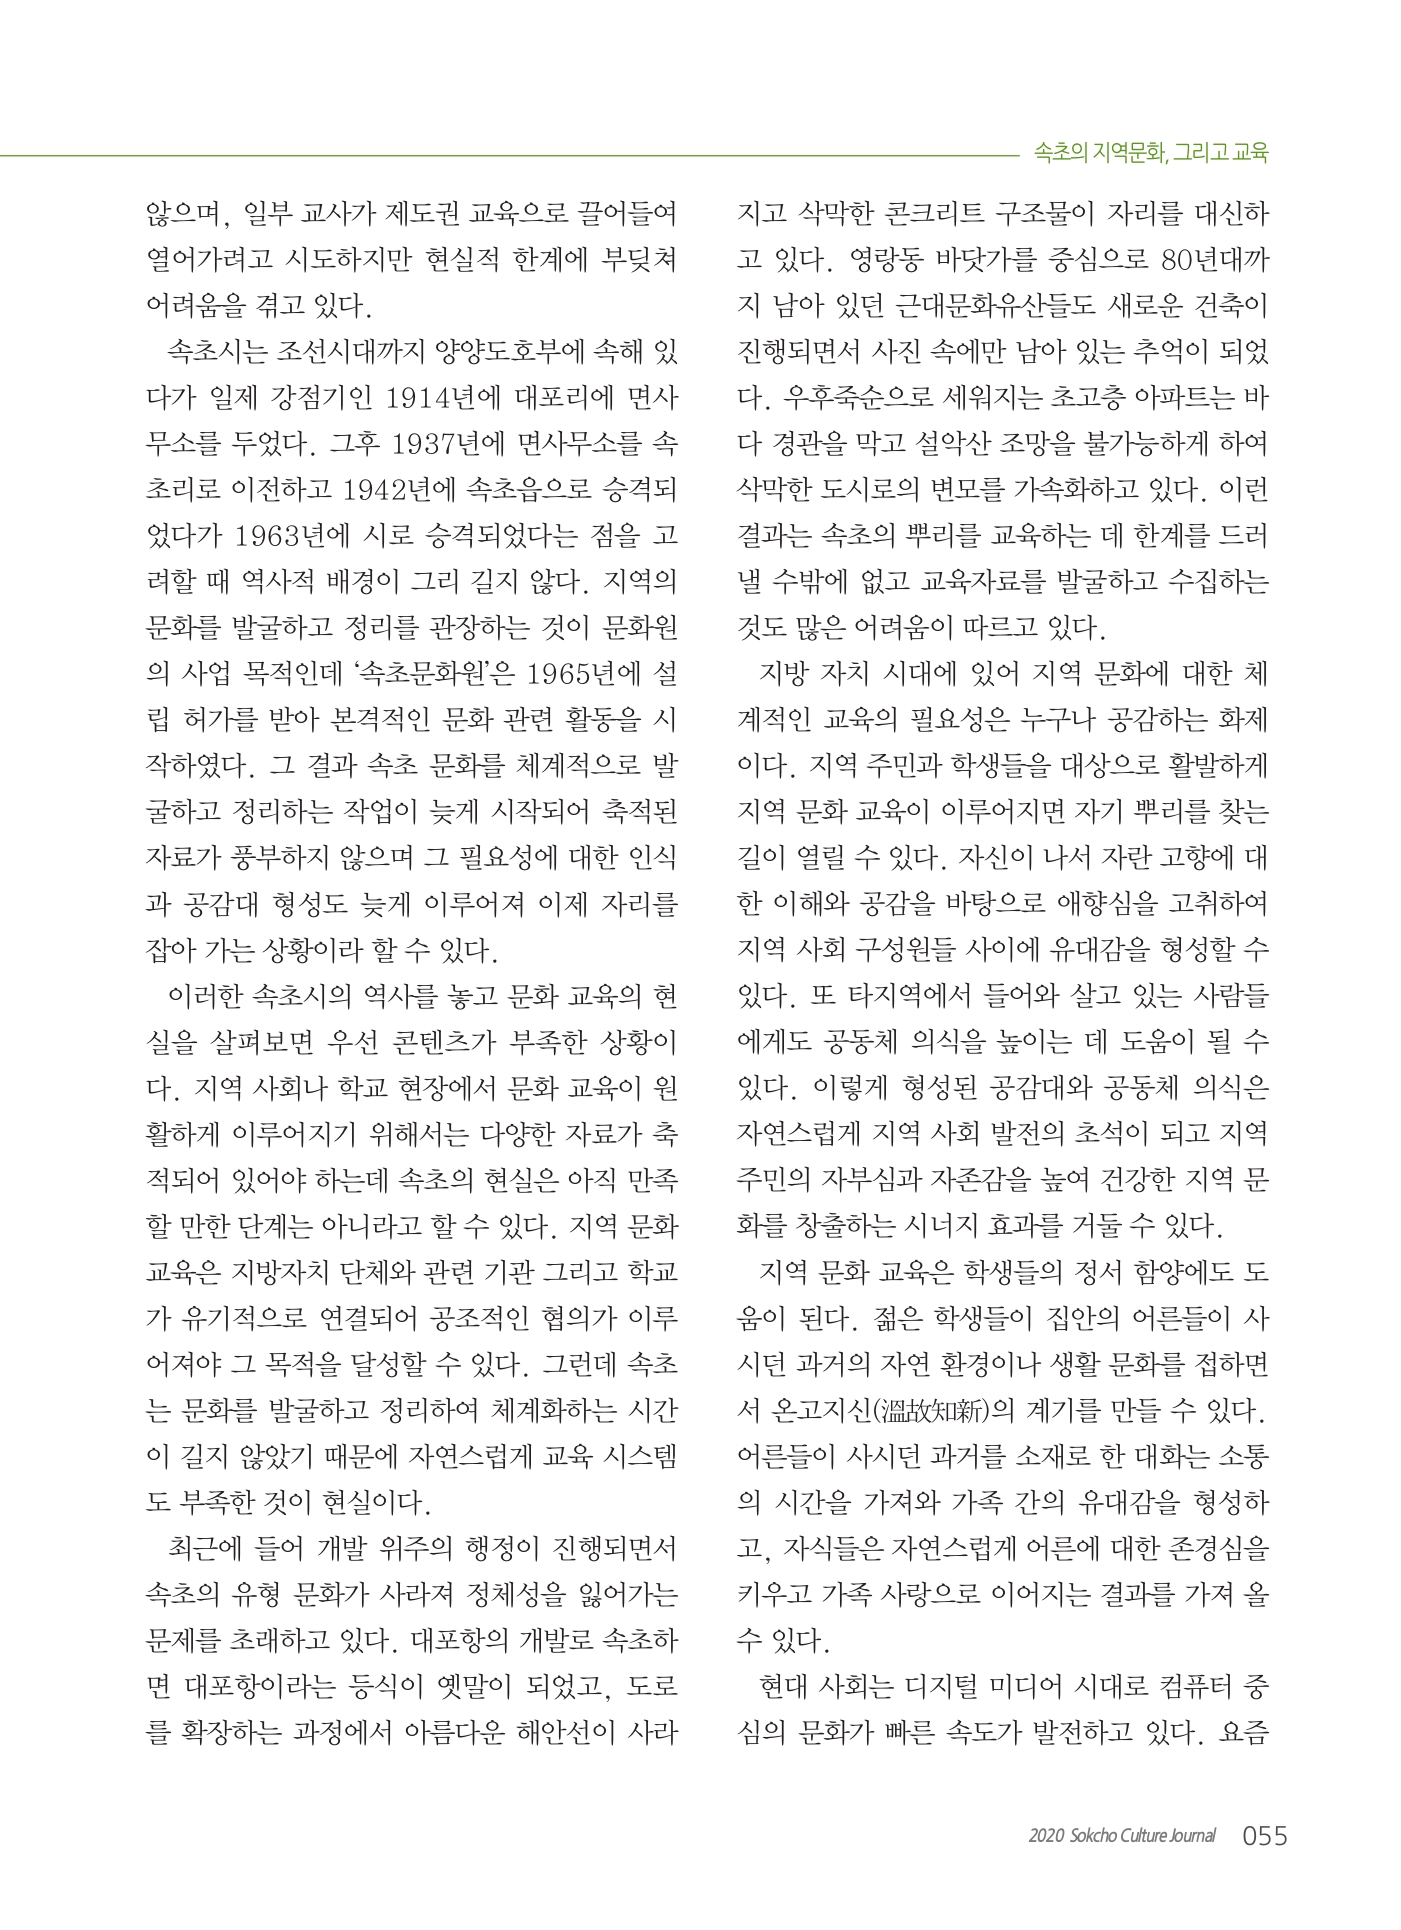 속초의 지역문화, 그리고 교육
않으며, 일부 교사가 제도권 교육으로 끌어들여
열어가려고 시도하지만 현실적 한계에 부딪쳐
어려움을 겪고 있다.
속초시는 조선시대까지 양양도호부에 속해 있
다가 일제 강점기인 1914년에 대포리에 면사
무소를 두었다. 그후 1937년에 면사무소를 속
초리로 이전하고 1942년에 속초읍으로 승격되
었다가 1963년에 시로 승격되었다는 점을 고
려할 때 역사적 배경이 그리 길지 않다. 지역의
문화를 발굴하고 정리를 관장하는 것이 문화원
의 사업 목적인데 ‘속초문화원’은 1965년에 설
립 허가를 받아 본격적인 문화 관련 활동을 시
작하였다. 그 결과 속초 문화를 체계적으로 발
굴하고 정리하는 작업이 늦게 시작되어 축적된
자료가 풍부하지 않으며 그 필요성에 대한 인식
과 공감대 형성도 늦게 이루어져 이제 자리를
잡아 가는 상황이라 할 수 있다.
이러한 속초시의 역사를 놓고 문화 교육의 현
실을 살펴보면 우선 콘텐츠가 부족한 상황이
다. 지역 사회나 학교 현장에서 문화 교육이 원
활하게 이루어지기 위해서는 다양한 자료가 축
적되어 있어야 하는데 속초의 현실은 아직 만족
할 만한 단계는 아니라고 할 수 있다. 지역 문화
교육은 지방자치 단체와 관련 기관 그리고 학교
가 유기적으로 연결되어 공조적인 협의가 이루
어져야 그 목적을 달성할 수 있다. 그런데 속초
는 문화를 발굴하고 정리하여 체계화하는 시간
이 길지 않았기 때문에 자연스럽게 교육 시스템
도 부족한 것이 현실이다.
최근에 들어 개발 위주의 행정이 진행되면서
속초의 유형 문화가 사라져 정체성을 잃어가는
문제를 초래하고 있다. 대포항의 개발로 속초하
면 대포항이라는 등식이 옛말이 되었고, 도로
를 확장하는 과정에서 아름다운 해안선이 사라
지고 삭막한 콘크리트 구조물이 자리를 대신하
고 있다. 영랑동 바닷가를 중심으로 80년대까
지 남아 있던 근대문화유산들도 새로운 건축이
진행되면서 사진 속에만 남아 있는 추억이 되었
다. 우후죽순으로 세워지는 초고층 아파트는 바
다 경관을 막고 설악산 조망을 불가능하게 하여
삭막한 도시로의 변모를 가속화하고 있다. 이런
결과는 속초의 뿌리를 교육하는 데 한계를 드러
낼 수밖에 없고 교육자료를 발굴하고 수집하는
것도 많은 어려움이 따르고 있다.
지방 자치 시대에 있어 지역 문화에 대한 체
계적인 교육의 필요성은 누구나 공감하는 화제
이다. 지역 주민과 학생들을 대상으로 활발하게
지역 문화 교육이 이루어지면 자기 뿌리를 찾는
길이 열릴 수 있다. 자신이 나서 자란 고향에 대
한 이해와 공감을 바탕으로 애향심을 고취하여
지역 사회 구성원들 사이에 유대감을 형성할 수
있다. 또 타지역에서 들어와 살고 있는 사람들
에게도 공동체 의식을 높이는 데 도움이 될 수
있다. 이렇게 형성된 공감대와 공동체 의식은
자연스럽게 지역 사회 발전의 초석이 되고 지역
주민의 자부심과 자존감을 높여 건강한 지역 문
화를 창출하는 시너지 효과를 거둘 수 있다.
지역 문화 교육은 학생들의 정서 함양에도 도
움이 된다. 젊은 학생들이 집안의 어른들이 사
시던 과거의 자연 환경이나 생활 문화를 접하면
서 온고지신(溫故知新)의 계기를 만들 수 있다.
어른들이 사시던 과거를 소재로 한 대화는 소통
의 시간을 가져와 가족 간의 유대감을 형성하
고, 자식들은 자연스럽게 어른에 대한 존경심을
키우고 가족 사랑으로 이어지는 결과를 가져 올
수 있다.
현대 사회는 디지털 미디어 시대로 컴퓨터 중
심의 문화가 빠른 속도가 발전하고 있다. 요즘
2020 Sokcho Culture Journal 055